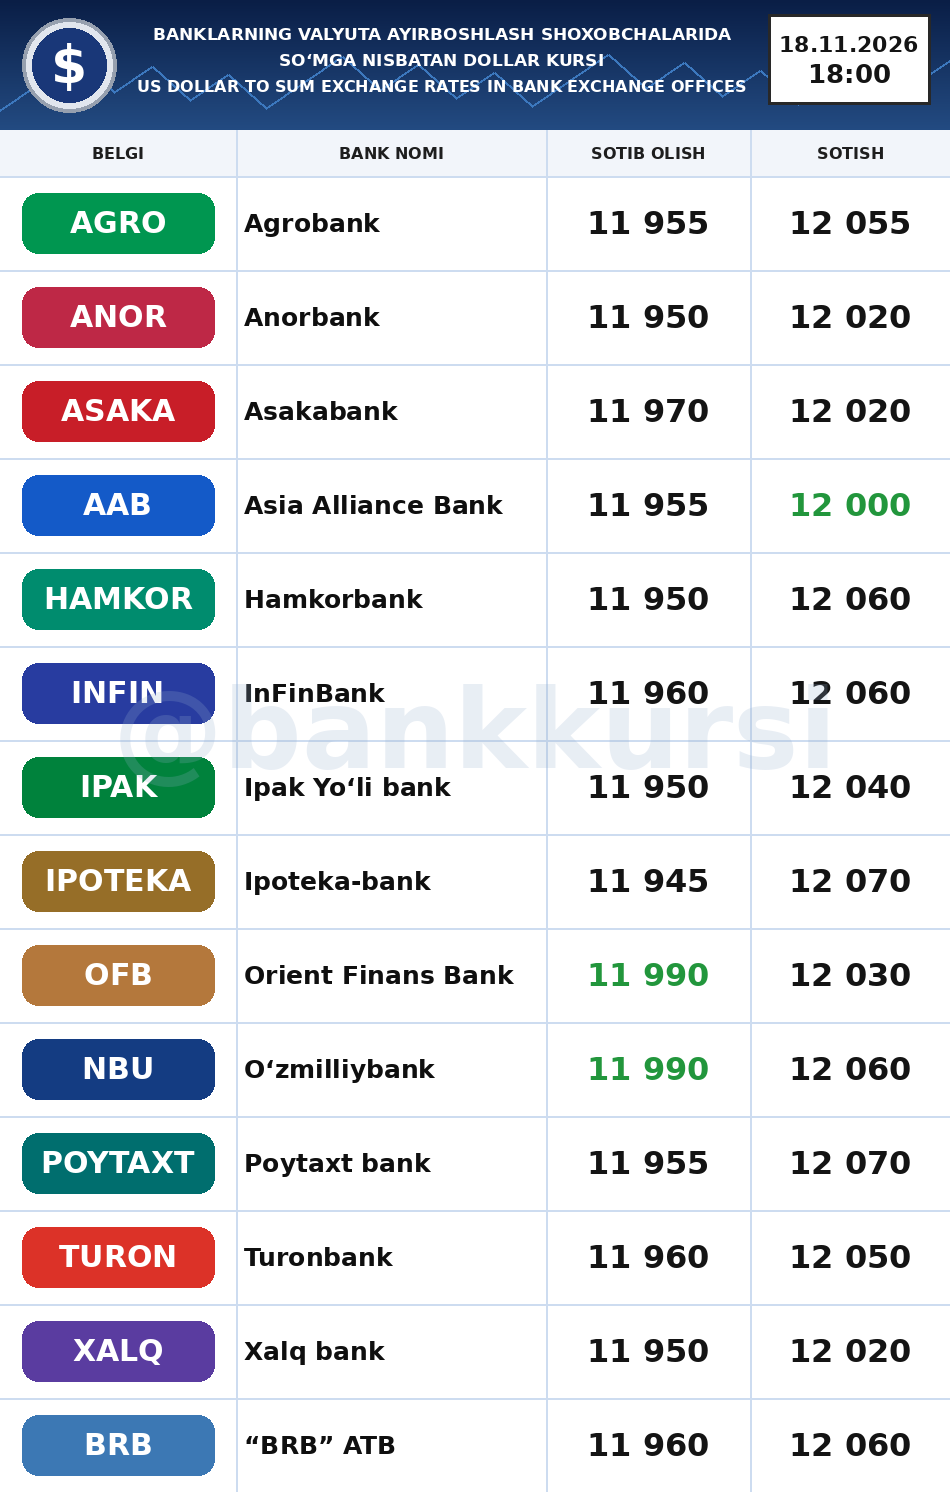 BANKLARNING VALYUTA AYIRBOSHLASH SHOXOBCHALARIDA
SO‘MGA NISBATAN DOLLAR KURSI
US DOLLAR TO SUM EXCHANGE RATES IN BANK EXCHANGE OFFICES
$
18.11.2026
18:00
BELGI BANK NOMI SOTIB OLISH SOTISH
AGRO Agrobank 11 955 12 055
ANOR Anorbank 11 950 12 020
ASAKA Asakabank 11 970 12 020
AAB Asia Alliance Bank 11 955 12 000
HAMKOR Hamkorbank 11 950 12 060
INFIN InFinBank 11 960 12 060
@bankkursi
IPAK Ipak Yo‘li bank 11 950 12 040
IPOTEKA Ipoteka-bank 11 945 12 070
OFB Orient Finans Bank 11 990 12 030
NBU O‘zmilliybank 11 990 12 060
POYTAXT Poytaxt bank 11 955 12 070
TURON Turonbank 11 960 12 050
XALQ Xalq bank 11 950 12 020
BRB “BRB” ATB 11 960 12 060